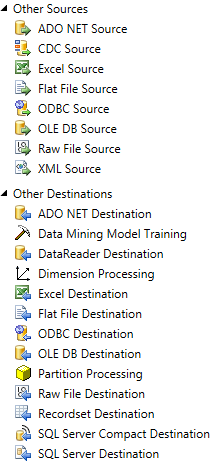 Other Sources
ADO NET Source
CDC Source
Excel Source
Flat File Source
ODBC Source
OLE DB Source
Raw File Source
XML Source
Other Destinations
ADO NET Destination
Data Mining Model Training
DataReader Destination
Dimension Processing
Excel Destination
Flat File Destination
ODBC Destination
OLE DB Destination
Partition Processing
Raw File Destination
Recordset Destination
SQL Server Compact Destination
SQL Server Destination